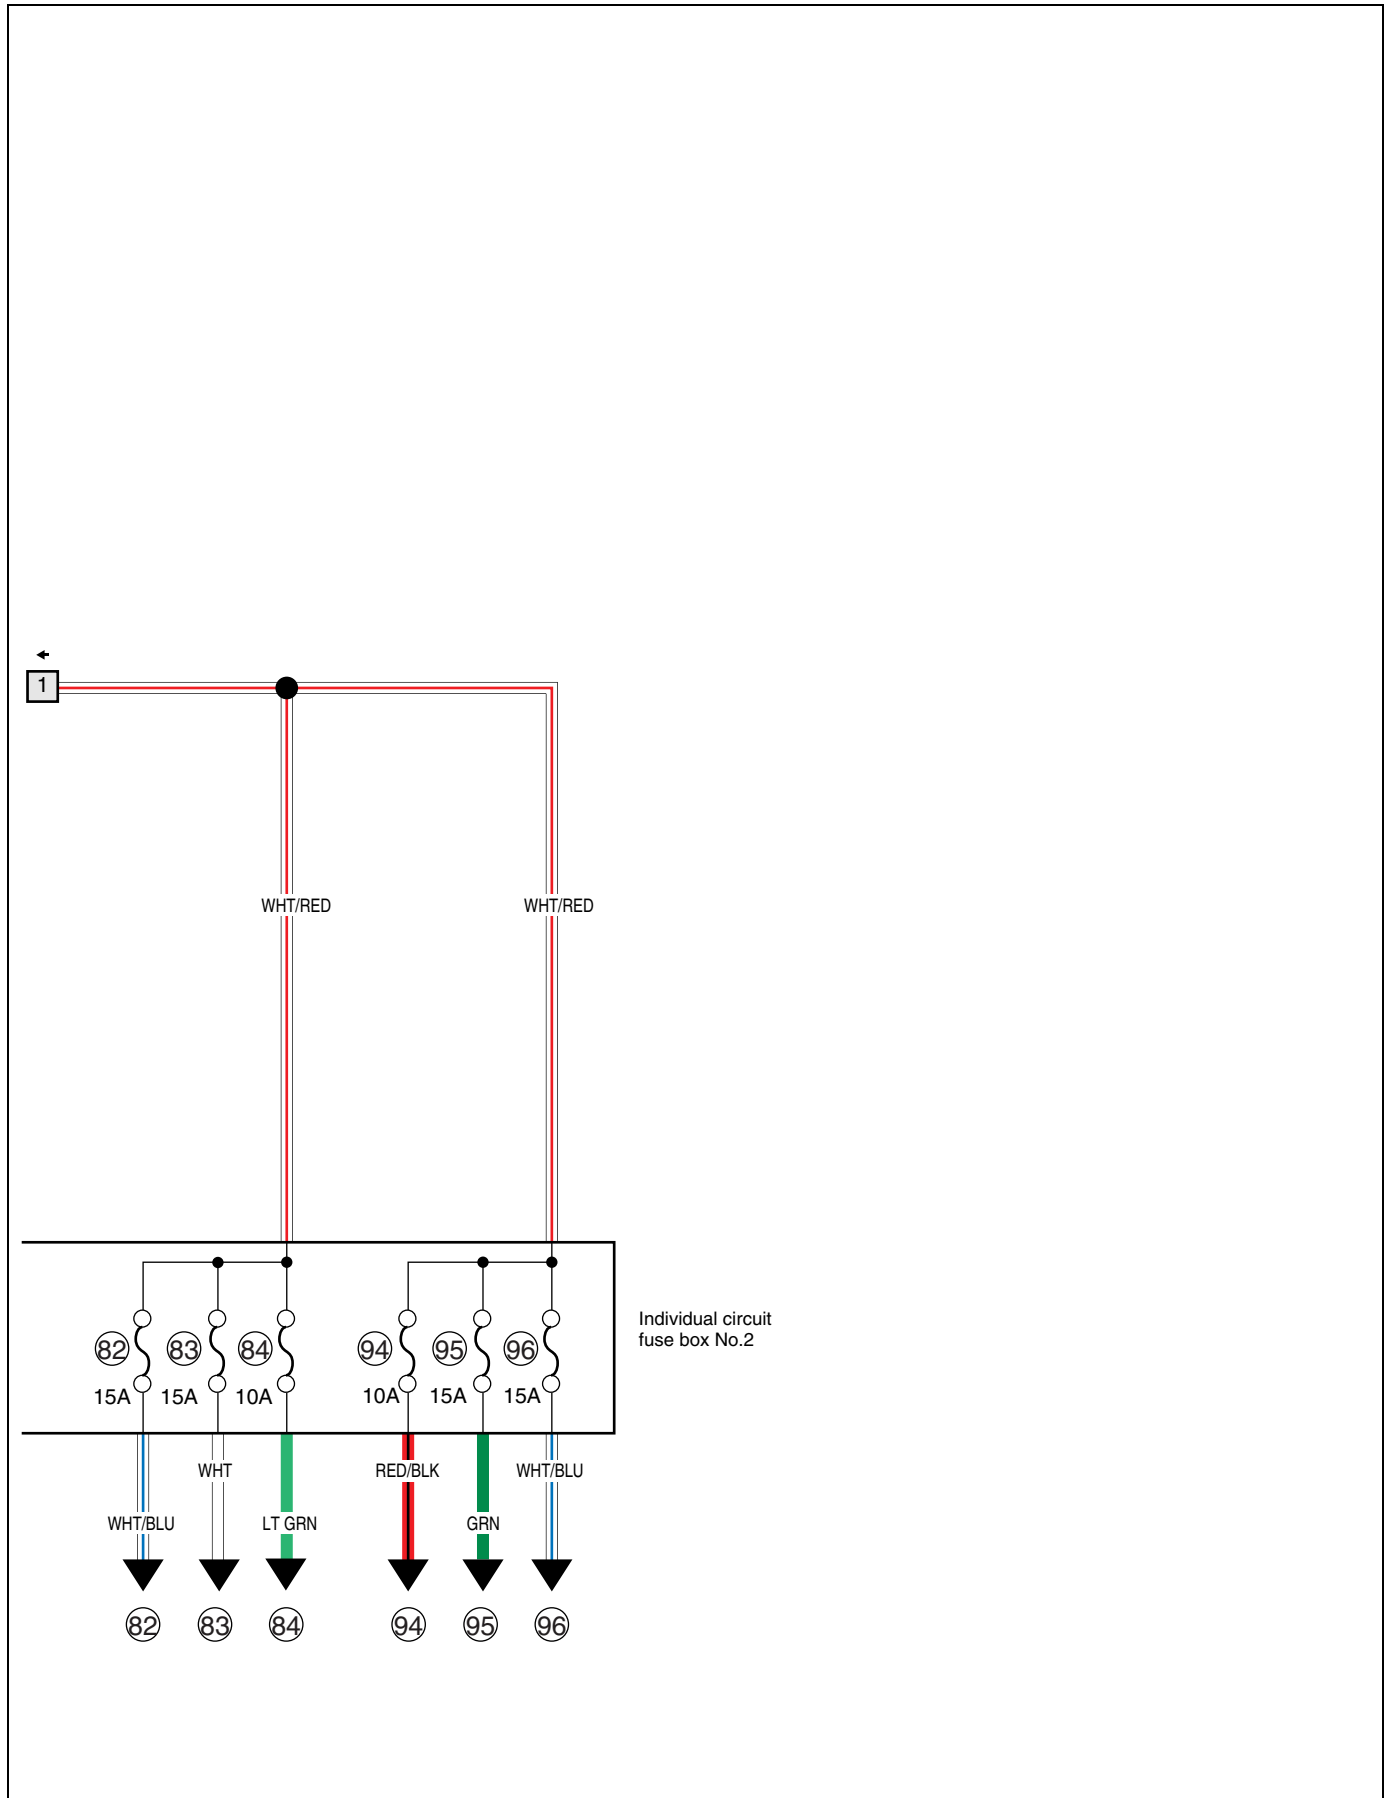 1
WHT/RED WHT/RED
Individual circuit
fuse box No.2
82 83 84 94 95 96
15A 15A 10A 10A 15A 15A
WHT RED/BLK WHT/BLU
WHT/BLU LT GRN GRN
82 83 84 94 95 96